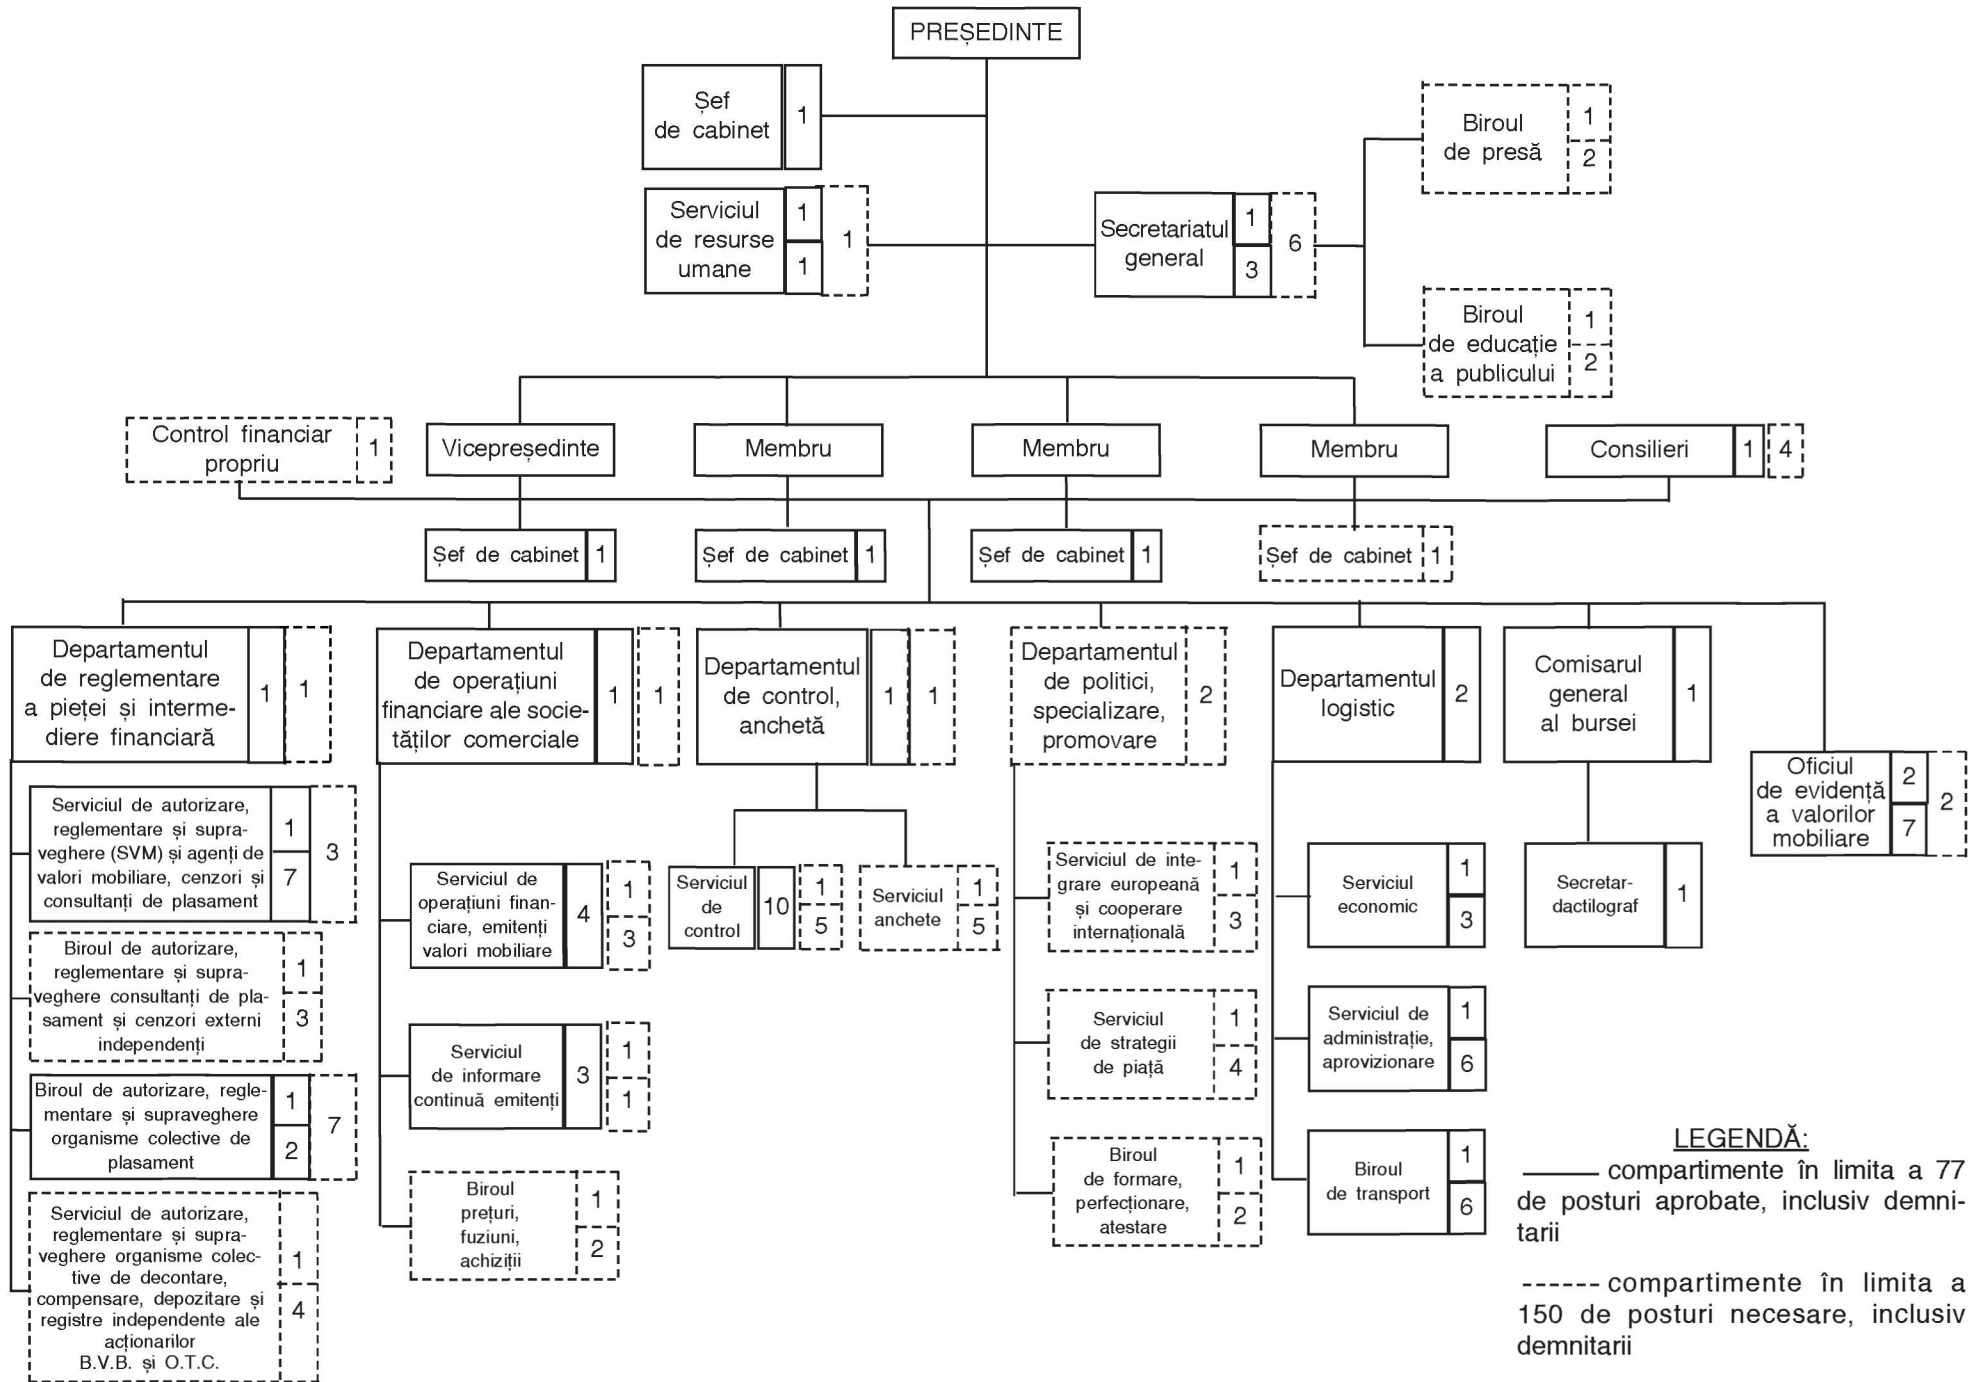 PREȘEDINTE
Șef
de cabinet
1
Biroul
de presă
1
2
Serviciul
de resurse
umane
1
1
1
Secretariatul
general
1
3
6
Biroul
de educație
a publicului
1
2
Control financiar
propriu
1
Vicepreședinte
Membru
Membru
Membru
Consilieri
1
4
Șef de cabinet
1
Șef de cabinet
1
Șef de cabinet
1
Șef de cabinet
1
Departamentul
de reglementare
a pieței și interme-
diere financiară
1
1
Departamentul
de operațiuni
financiare ale socie-
tăților comerciale
1
1
Departamentul
de control,
anchetă
1
1
Departamentul
de politici,
specializare,
promovare
2
Departamentul
logistic
2
Comisarul
general
al bursei
1
Oficiul
de evidență
a valorilor
mobiliare
2
7
2
Serviciul de autorizare,
reglementare și supra-
veghere (SVM) și agenți de
valori mobiliare, cenzori și
consultanți de plasament
1
7
3
Biroul de autorizare,
reglementare și supra-
veghere consultanți de pla-
sament și cenzori externi
independenți
1
3
Biroul de autorizare, regle-
mentare și supraveghere
organisme colective de
plasament
1
2
7
Serviciul de autorizare,
reglementare și supra-
veghere organisme colec-
tive de decontare,
compensare, depozitare și
registre independente ale
acționarilor
B.V.B. și O.T.C.
1
4
Serviciul de
operațiuni finan-
ciare, emitenți
valori mobiliare
4
1
3
Serviciul
de informare
continuă emitenți
3
1
1
Biroul
prețuri,
fuziuni,
achiziții
1
2
Serviciul
de
control
10
1
5
Serviciul
anchete
1
5
Serviciul de inte-
grare europeană
și cooperare
internațională
1
3
Serviciul
de strategii
de piață
1
4
Biroul
de formare,
perfecționare,
atestare
1
2
Serviciul
economic
1
3
Serviciul de
administrație,
aprovizionare
1
6
Biroul
de transport
1
6
Secretar-
dactilograf
1
LEGENDĂ:
compartimente în limita a 77
de posturi aprobate, inclusiv demni-
tarii
compartimente în limita a
150 de posturi necesare, inclusiv
demnitarii